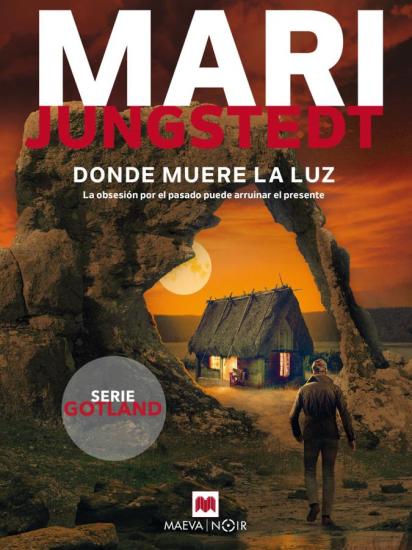 MARI
JUNGSTEDT
DONDE MUERE LA LUZ
La obsesión por el pasado puede arruinar el presente
SERIE
GOTLAND
MAEVA | NOIR